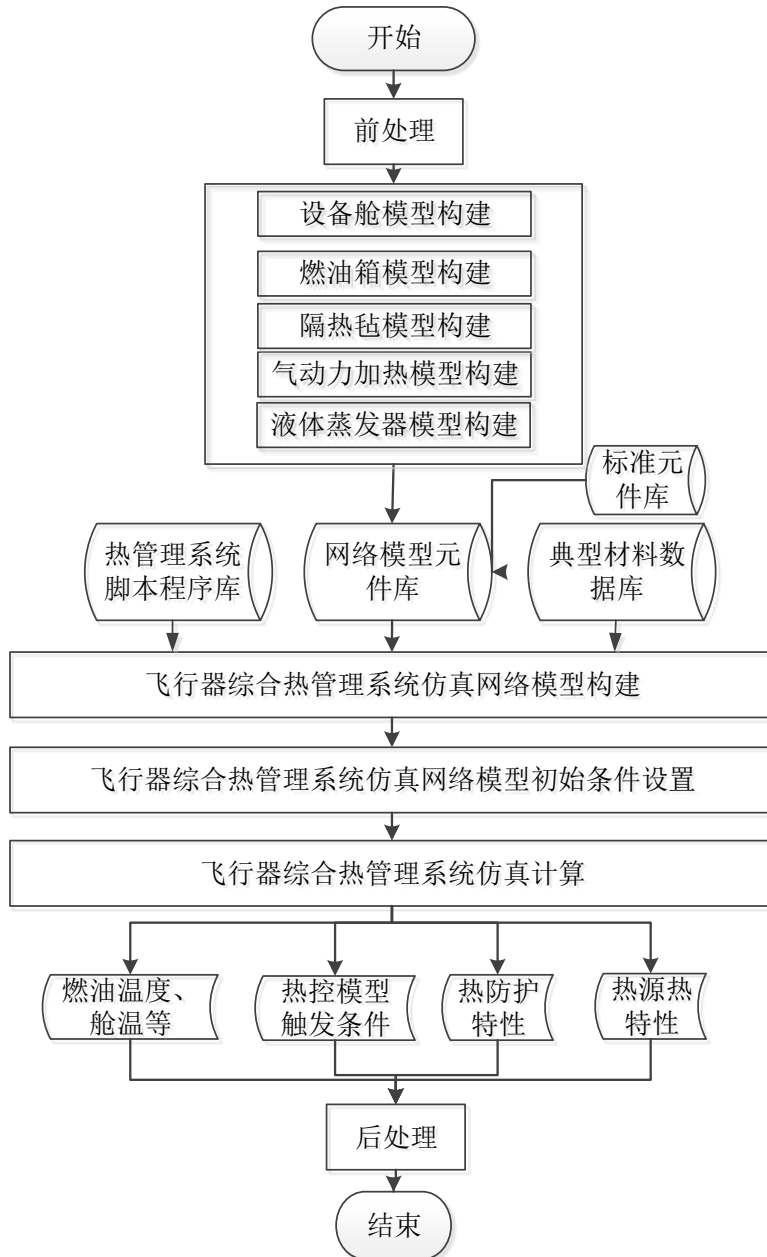 开始
前处理
设备舱模型构建
燃油箱模型构建
隔热毡模型构建
气动力加热模型构建
液体蒸发器模型构建
标准元
件库
热管理系统
脚本程序库
网络模型元
件库
典型材料数
据库
飞行器综合热管理系统仿真网络模型构建
飞行器综合热管理系统仿真网络模型初始条件设置
飞行器综合热管理系统仿真计算
燃油温度、
舱温等
热控模型
触发条件
热防护
特性
热源热
特性
后处理
结束